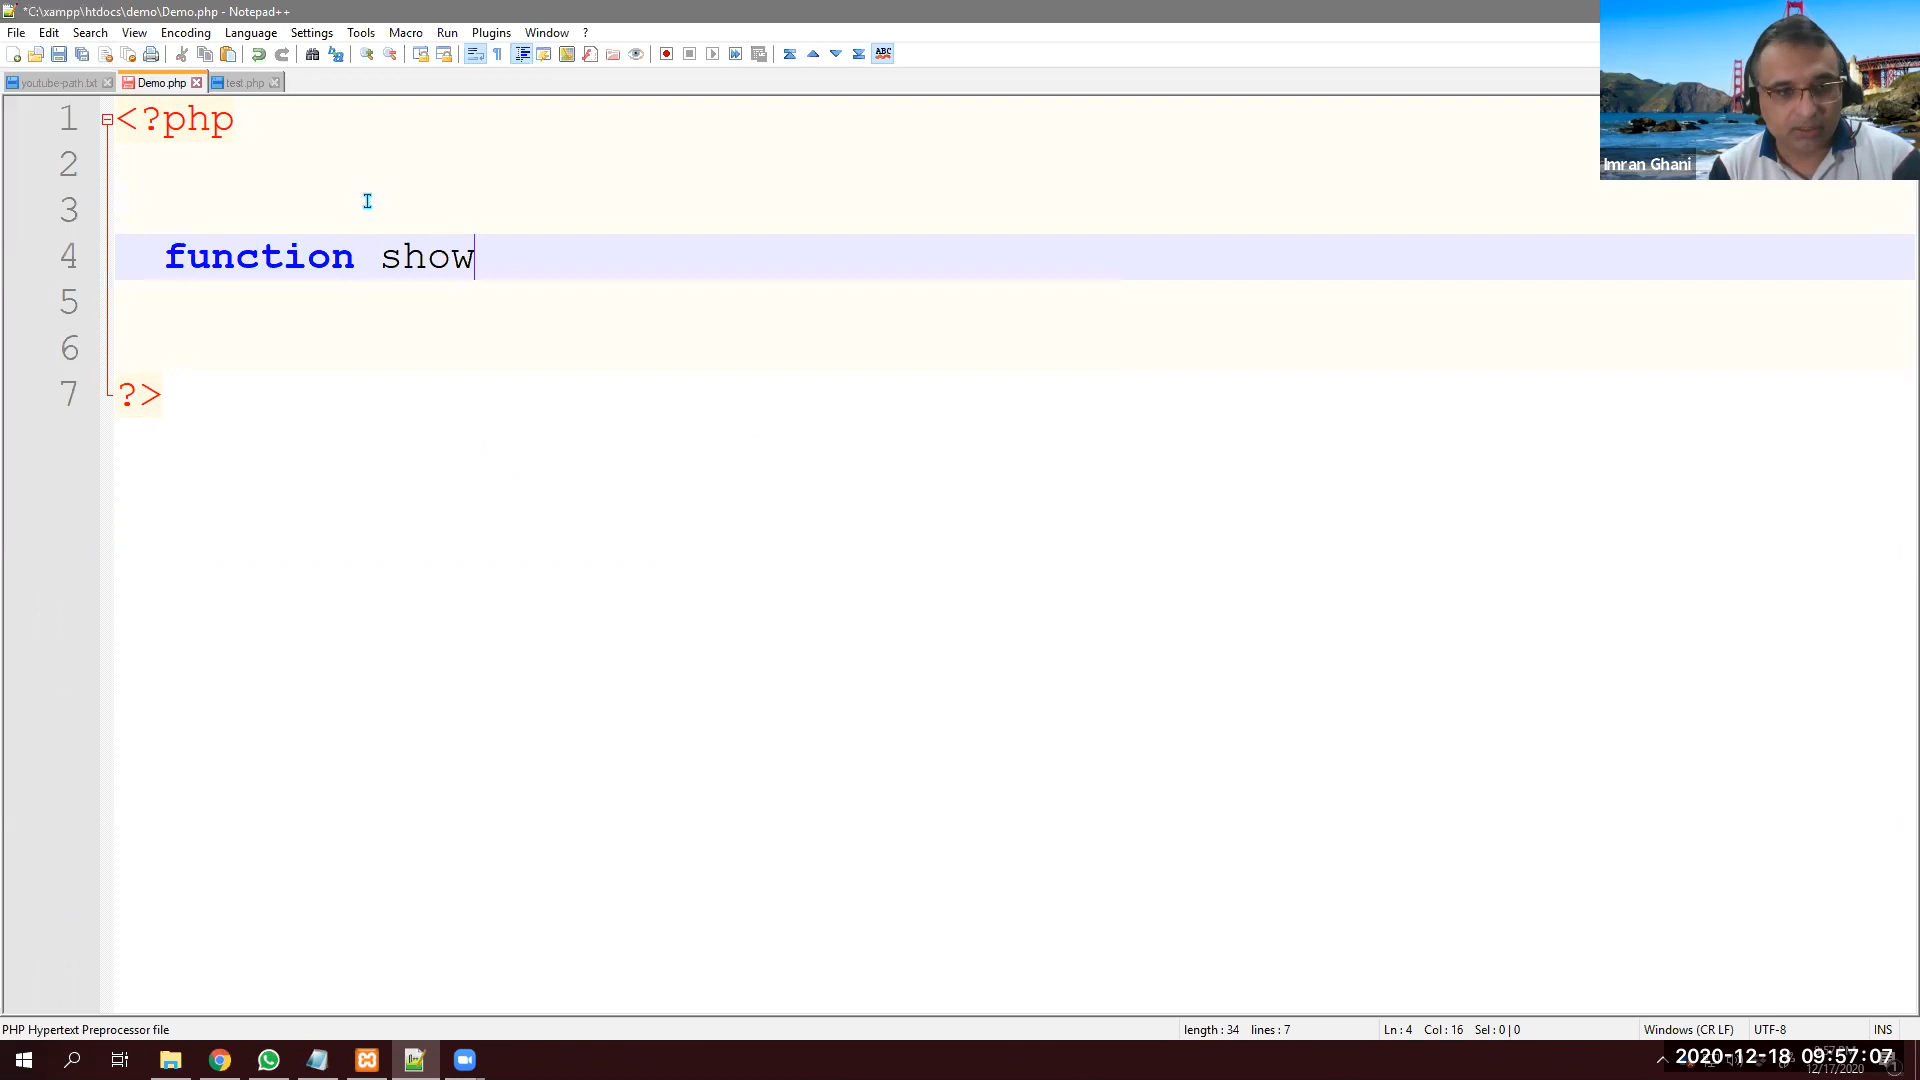 *C:\xampp\htdocs\demo\Demo.php - Notepad++
File Edit Search View Encoding Language Settings Tools Macro Run Plugins Window ?
youtube-path.txt Demo.php test.php
Imran Ghani
1 <?php
2
3
4 function show
5
6
7 ?>
PHP Hypertext Preprocessor file length : 34 lines : 7 Ln : 4 Col : 16 Sel : 0 | 0 Windows (CR LF) UTF-8 INS
2020-12-18 09:57:07
12/17/2020